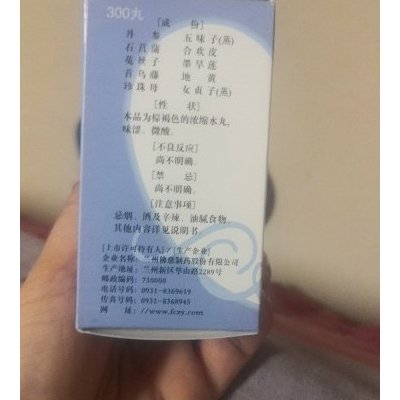 300丸
[成　份]
丹　参　五味子(蒸)
石菖蒲　合欢皮
菟丝子　墨旱莲
首乌藤　地　黄
珍珠母　女贞子(蒸)
[性　状]
本品为棕褐色的浓缩水丸,
味涩、微酸。
[不良反应]
尚不明确。
[禁　忌]
尚不明确。
[注意事项]
忌烟、酒及辛辣、油腻食物。
其他内容详见说明书。
[上市许可持有人]/[生产企业]
企业名称: 兰州佛慈制药股份有限公司
生产地址: 兰州新区华山路2289号
邮政编码: 730000
电话号码: 0931-8369619
传真号码: 0931-8368945
网　址: //www.fczy.com